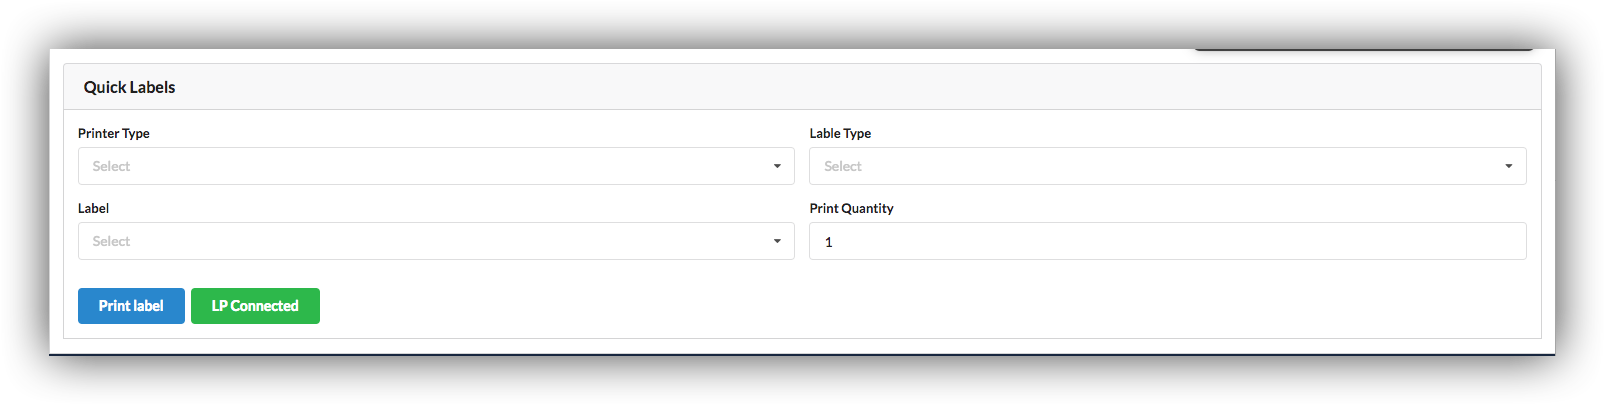 Quick Labels
Printer Type
Lable Type
Select
Select
Label
Print Quantity
Select
1
Print label
LP Connected